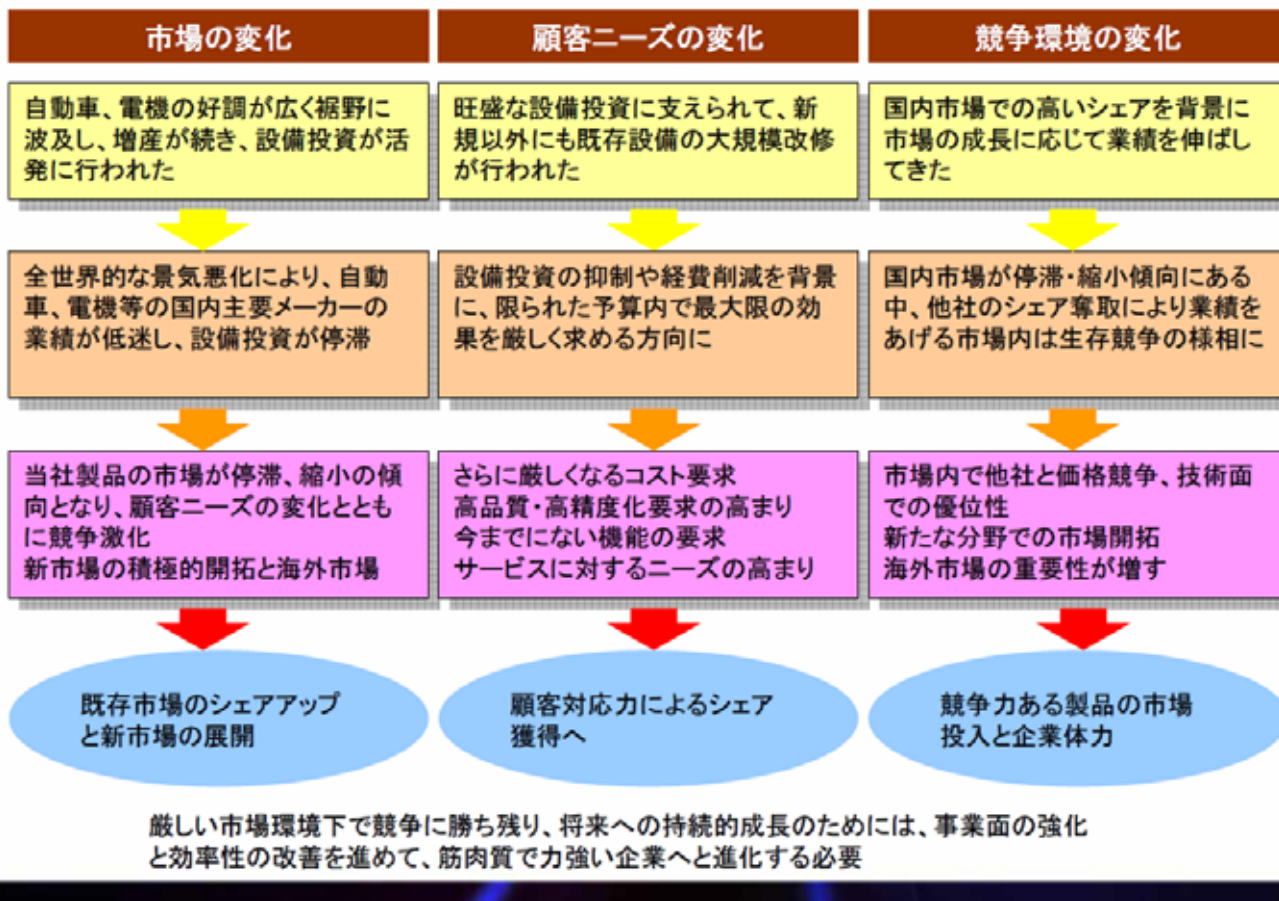 市場の変化
顧客ニーズの変化
競争環境の変化
自動車、電機の好調が広く裾野に
波及し、増産が続き、設備投資が活
発に行われた
旺盛な設備投資に支えられて、新
規以外にも既存設備の大規模改修
が行われた
国内市場での高いシェアを背景に
市場の成長に応じて業績を伸ばし
てきた
全世界的な景気悪化により、自動
車、電機等の国内主要メーカーの
業績が低迷し、設備投資が停滞
設備投資の抑制や経費削減を背景
に、限られた予算内で最大限の効
果を厳しく求める方向に
国内市場が停滞・縮小傾向にある
中、他社のシェア奪取により業績を
あげる市場内は生存競争の様相に
当社製品の市場が停滞、縮小の傾
向となり、顧客ニーズの変化ととも
に競争激化
新市場の積極的開拓と海外市場
さらに厳しくなるコスト要求
高品質・高精度化要求の高まり
今までにない機能の要求
サービスに対するニーズの高まり
市場内で他社と価格競争、技術面
での優位性
新たな分野での市場開拓
海外市場の重要性が増す
既存市場のシェアアップ
と新市場の展開
顧客対応力によるシェア
獲得へ
競争力ある製品の市場
投入と企業体力
厳しい市場環境下で競争に勝ち残り、将来への持続的成長のためには、事業面の強化
と効率性の改善を進めて、筋肉質で力強い企業へと進化する必要